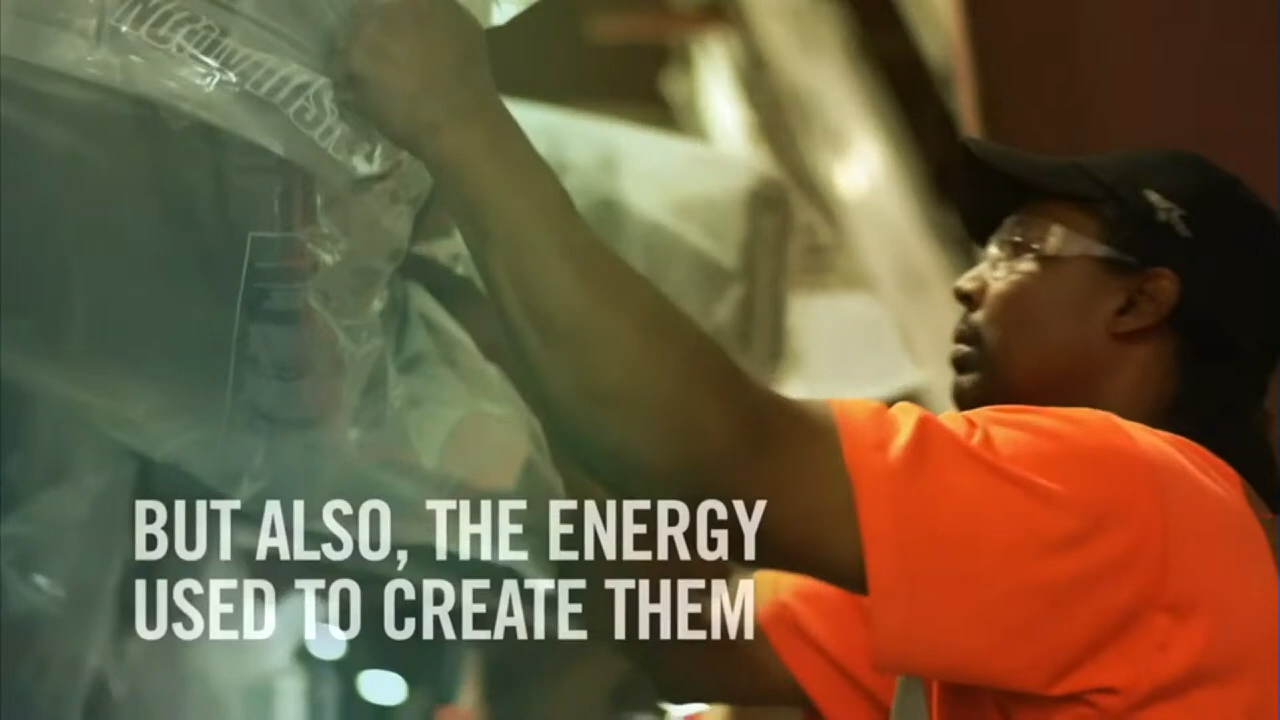 BUT ALSO, THE ENERGY
USED TO CREATE THEM